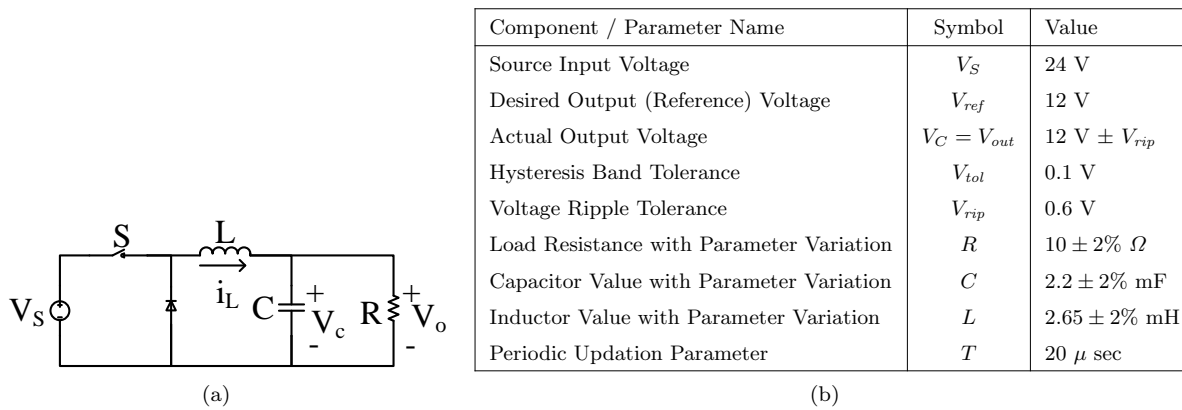 S
L
i_L
V_S
C
+
V_c
-
R
+
V_o
-
(a)
Component / Parameter Name Symbol Value
Source Input Voltage V_S 24 V
Desired Output (Reference) Voltage V_ref 12 V
Actual Output Voltage V_C = V_out 12 V ± V_rip
Hysteresis Band Tolerance V_tol 0.1 V
Voltage Ripple Tolerance V_rip 0.6 V
Load Resistance with Parameter Variation R 10 ± 2% Ω
Capacitor Value with Parameter Variation C 2.2 ± 2% mF
Inductor Value with Parameter Variation L 2.65 ± 2% mH
Periodic Updation Parameter T 20 μ sec
(b)